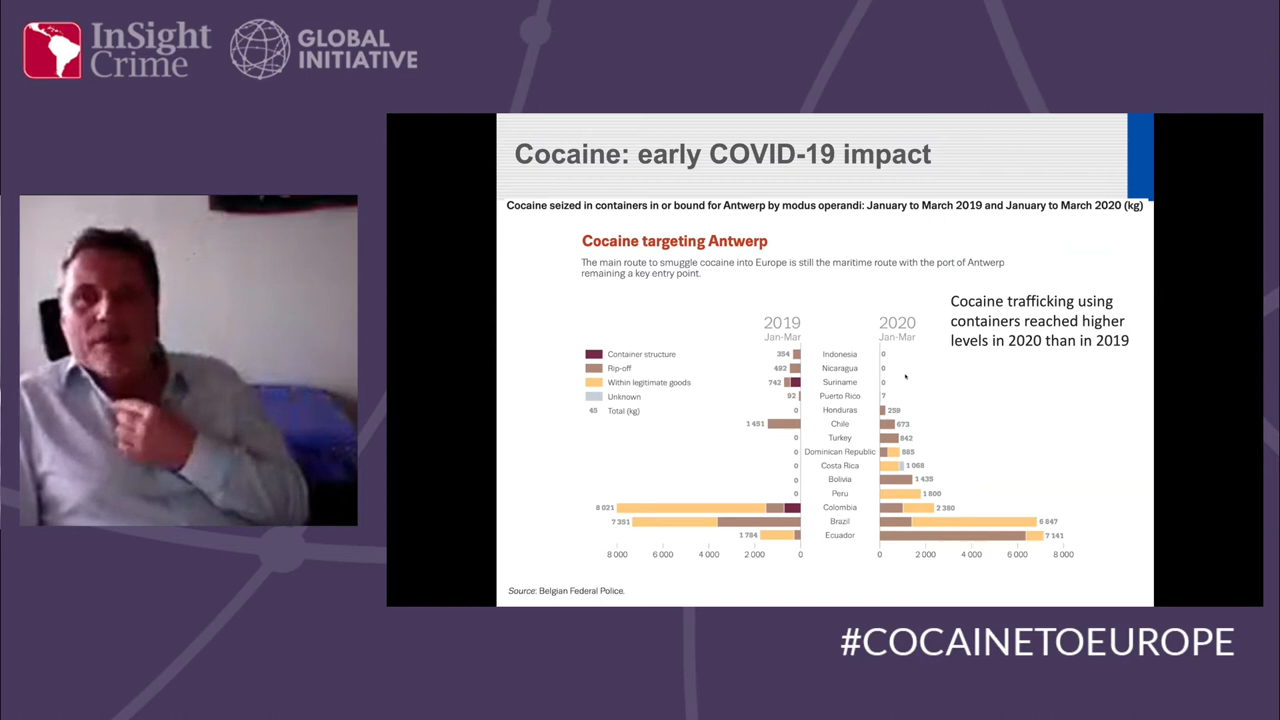 InSight
Crime
GLOBAL
INITIATIVE
Cocaine: early COVID-19 impact
Cocaine seized in containers in or bound for Antwerp by modus operandi: January to March 2019 and January to March 2020 (kg)
Cocaine targeting Antwerp
The main route to smuggle cocaine into Europe is still the maritime route with the port of Antwerp
remaining a key entry point.
Cocaine trafficking using
containers reached higher
levels in 2020 than in 2019
2019
Jan-Mar
2020
Jan-Mar
Container structure
Rip-off
Within legitimate goods
Unknown
45 Total (kg)
354 Indonesia 0
492 Nicaragua 0
742 Suriname 0
92 Puerto Rico 7
0 Honduras 259
1 451 Chile 673
0 Turkey 842
0 Dominican Republic 885
0 Costa Rica 1 068
0 Bolivia 1 435
0 Peru 1 800
8 021 Colombia 2 380
7 351 Brazil 6 847
1 784 Ecuador 7 141
8 000 6 000 4 000 2 000 0 0 2 000 4 000 6 000 8 000
Source: Belgian Federal Police.
#COCAINETOEUROPE